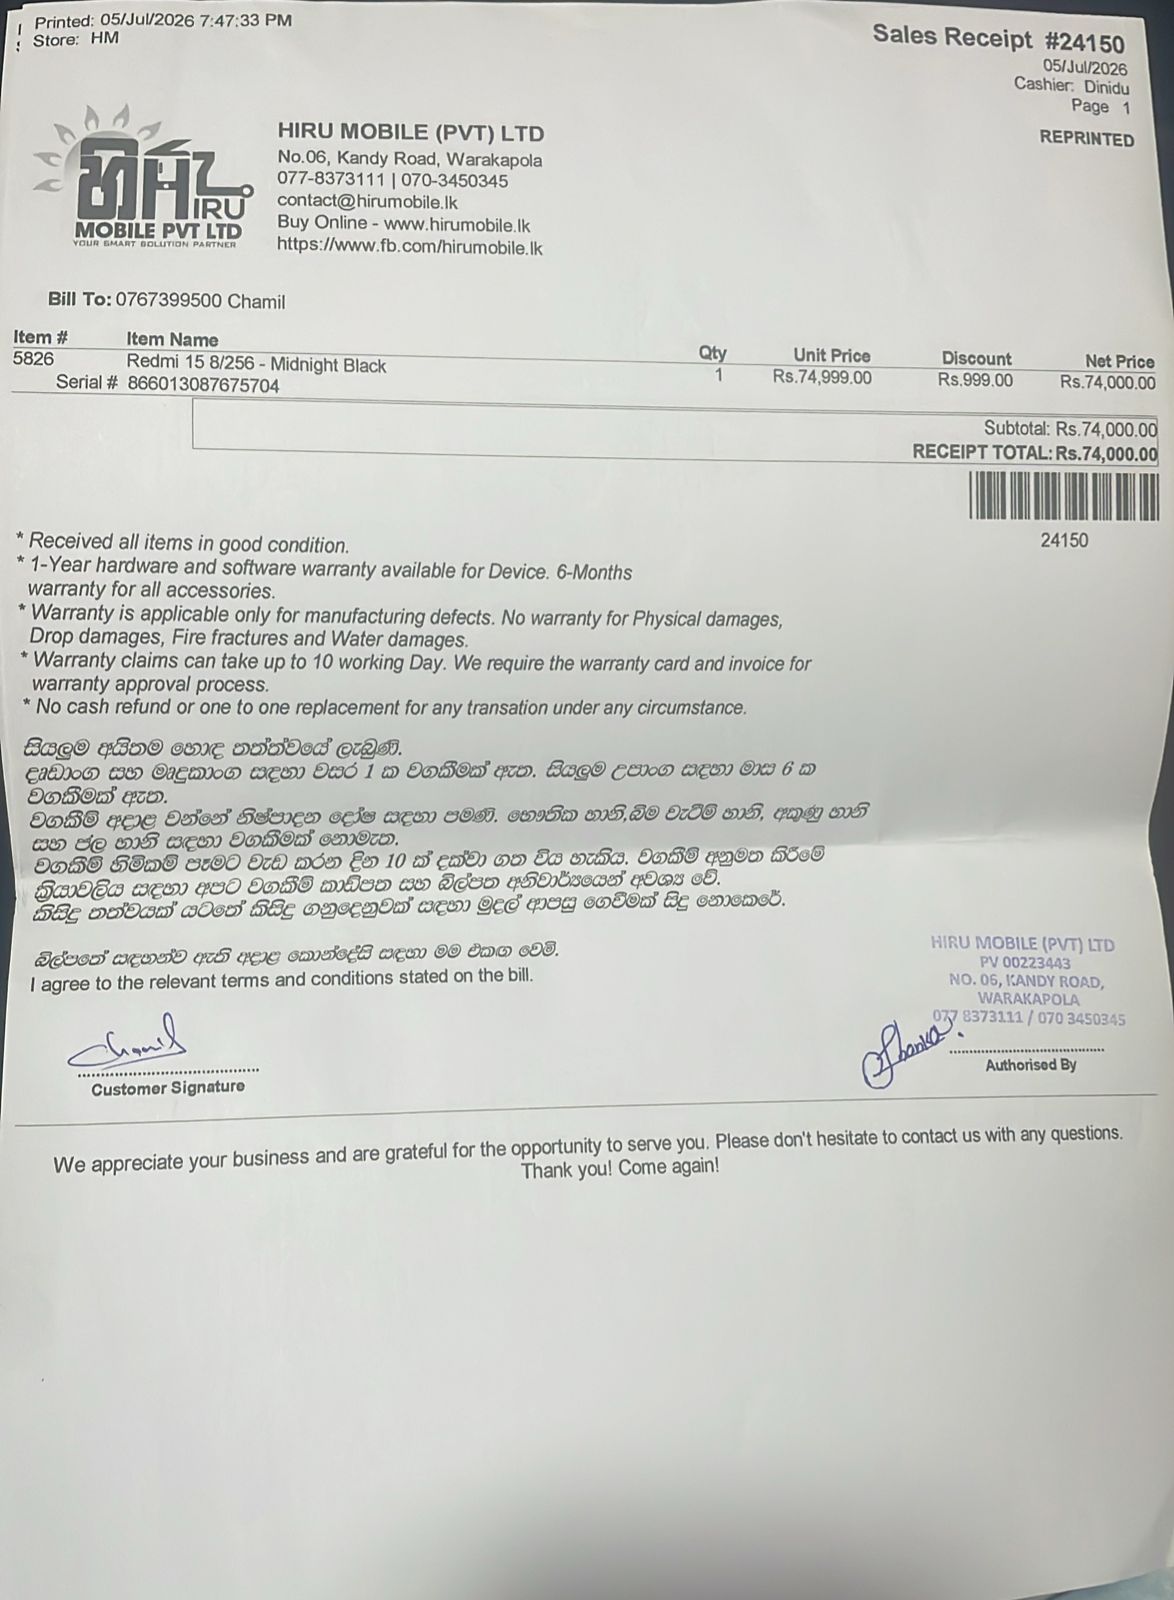 Printed: 05/Jul/2026 7:47:33 PM
Store: HM
Sales Receipt #24150
05/Jul/2026
Cashier: Dinidu
Page 1
REPRINTED
හිරු HIRU
MOBILE PVT LTD
YOUR SMART SOLUTION PARTNER
HIRU MOBILE (PVT) LTD
No.06, Kandy Road, Warakapola
077-8373111 | 070-3450345
contact@hirumobile.lk
Buy Online - www.hirumobile.lk
https://www.fb.com/hirumobile.lk
Bill To: 0767399500 Chamil
Item # Item Name Qty Unit Price Discount Net Price
5826 Redmi 15 8/256 - Midnight Black 1 Rs.74,999.00 Rs.999.00 Rs.74,000.00
Serial # 866013087675704
Subtotal: Rs.74,000.00
RECEIPT TOTAL: Rs.74,000.00
24150
* Received all items in good condition.
* 1-Year hardware and software warranty available for Device. 6-Months
warranty for all accessories.
* Warranty is applicable only for manufacturing defects. No warranty for Physical damages,
Drop damages, Fire fractures and Water damages.
* Warranty claims can take up to 10 working Day. We require the warranty card and invoice for
warranty approval process.
* No cash refund or one to one replacement for any transation under any circumstance.
සියලුම අයිතම හොඳ තත්ත්වයේ ලැබුණි.
දෘඩාංග සහ මෘදුකාංග සඳහා වසර 1 ක වගකීමක් ඇත. සියලුම උපාංග සඳහා මාස 6 ක
වගකීමක් ඇත.
වගකීම් අදාළ වන්නේ නිෂ්පාදන දෝෂ සඳහා පමණි. භෞතික හානි,බිම වැටීම් හානි, අකුණු හානි
සහ ජල හානි සඳහා වගකීමක් නොමැත.
වගකීම් හිමිකම් පෑමට වැඩ කරන දින 10 ක් දක්වා ගත විය හැකිය. වගකීම් අනුමත කිරීමේ
ක්‍රියාවලිය සඳහා අපට වගකීම් කාඩ්පත සහ බිල්පත අනිවාර්යයෙන් අවශ්‍ය වේ.
කිසිදු තත්වයක් යටතේ කිසිදු ගනුදෙනුවක් සඳහා මුදල් ආපසු ගෙවීමක් සිදු නොකෙරේ.
බිල්පතේ සඳහන්ව ඇති අදාළ කොන්දේසි සඳහා මම එකඟ වෙමි.
I agree to the relevant terms and conditions stated on the bill.
HIRU MOBILE (PVT) LTD
PV 00223443
NO. 06, KANDY ROAD,
WARAKAPOLA
077 8373111 / 070 3450345
Chamil
Customer Signature
Authorised By
We appreciate your business and are grateful for the opportunity to serve you. Please don't hesitate to contact us with any questions.
Thank you! Come again!